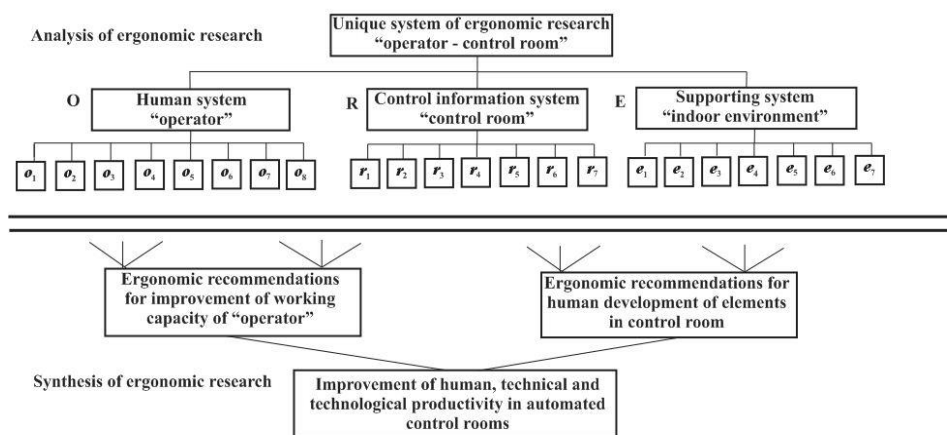 Analysis of ergonomic research
Unique system of ergonomic research
“operator - control room”
O
Human system
“operator”
R
Control information system
“control room”
E
Supporting system
“indoor environment”
o₁ o₂ o₃ o₄ o₅ o₆ o₇ o₈
r₁ r₂ r₃ r₄ r₅ r₆ r₇
e₁ e₂ e₃ e₄ e₅ e₆ e₇
Ergonomic recommendations
for improvement of working
capacity of “operator”
Ergonomic recommendations for
human development of elements
in control room
Synthesis of ergonomic research
Improvement of human, technical and
technological productivity in automated
control rooms